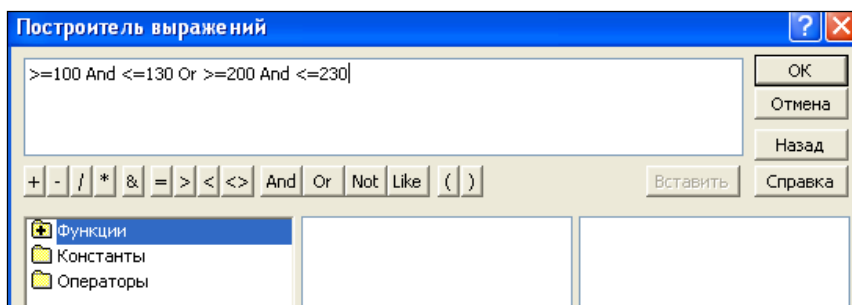 Построитель выражений
>=100 And <=130 Or >=200 And <=230
ОК
Отмена
Назад
+ - / * & = > < <> And Or Not Like ( ) Вставить Справка
Функции
Константы
Операторы